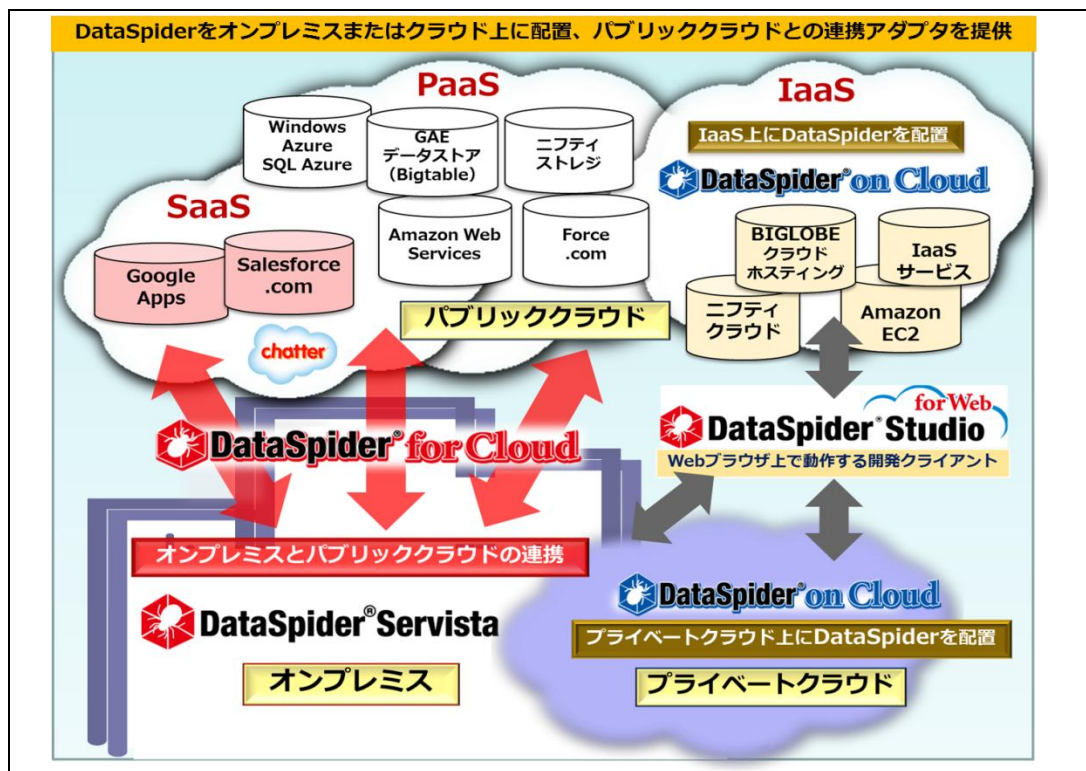 DataSpiderをオンプレミスまたはクラウド上に配置、パブリッククラウドとの連携アダプタを提供
PaaS
IaaS
Windows
Azure
SQL Azure
GAE
データストア
(Bigtable)
ニフティ
ストレジ
IaaS上にDataSpiderを配置
DataSpider® on Cloud
SaaS
Google
Apps
Salesforce
.com
Amazon Web
Services
Force
.com
BIGLOBE
クラウド
ホスティング
IaaS
サービス
ニフティ
クラウド
Amazon
EC2
パブリッククラウド
chatter
DataSpider® for Cloud
for Web
DataSpider® Studio
Webブラウザ上で動作する開発クライアント
オンプレミスとパブリッククラウドの連携
DataSpider® Servista
オンプレミス
DataSpider® on Cloud
プライベートクラウド上にDataSpiderを配置
プライベートクラウド